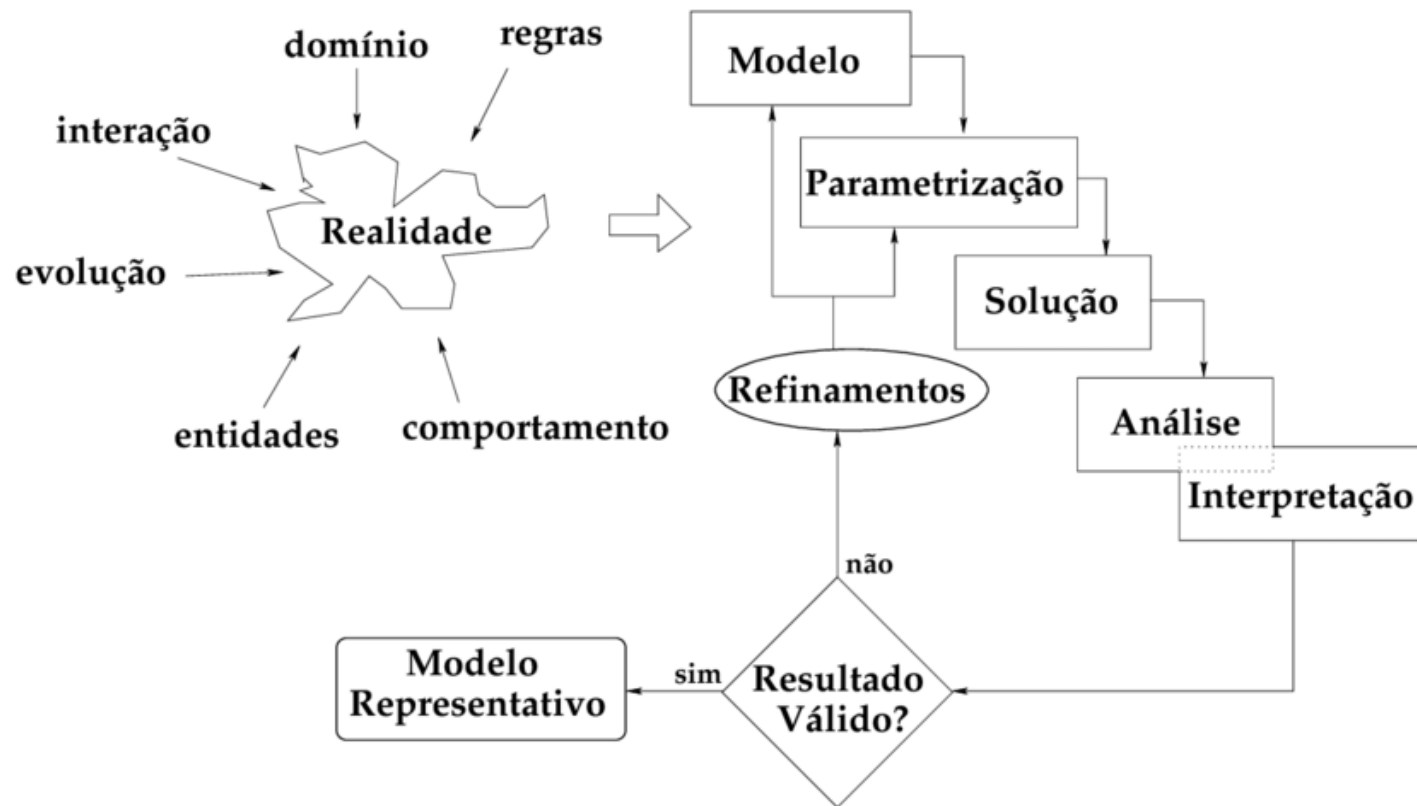 domínio
regras
interação
Realidade
evolução
entidades
comportamento
Modelo
Parametrização
Solução
Análise
Interpretação
Refinamentos
não
Resultado
Válido?
sim
Modelo
Representativo